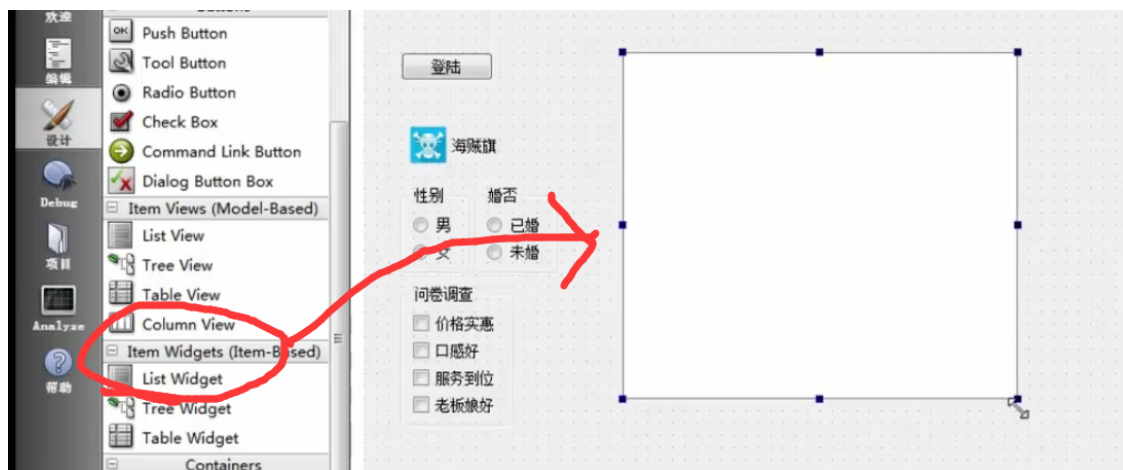 欢迎
编辑
设计
Debug
项目
Analyze
帮助
OK
Push Button
Tool Button
Radio Button
Check Box
Command Link Button
Dialog Button Box
Item Views (Model-Based)
List View
Tree View
Table View
Column View
Item Widgets (Item-Based)
List Widget
Tree Widget
Table Widget
Containers
登陆
海贼旗
性别
婚否
男
已婚
女
未婚
问卷调查
价格实惠
口感好
服务到位
老板娘好